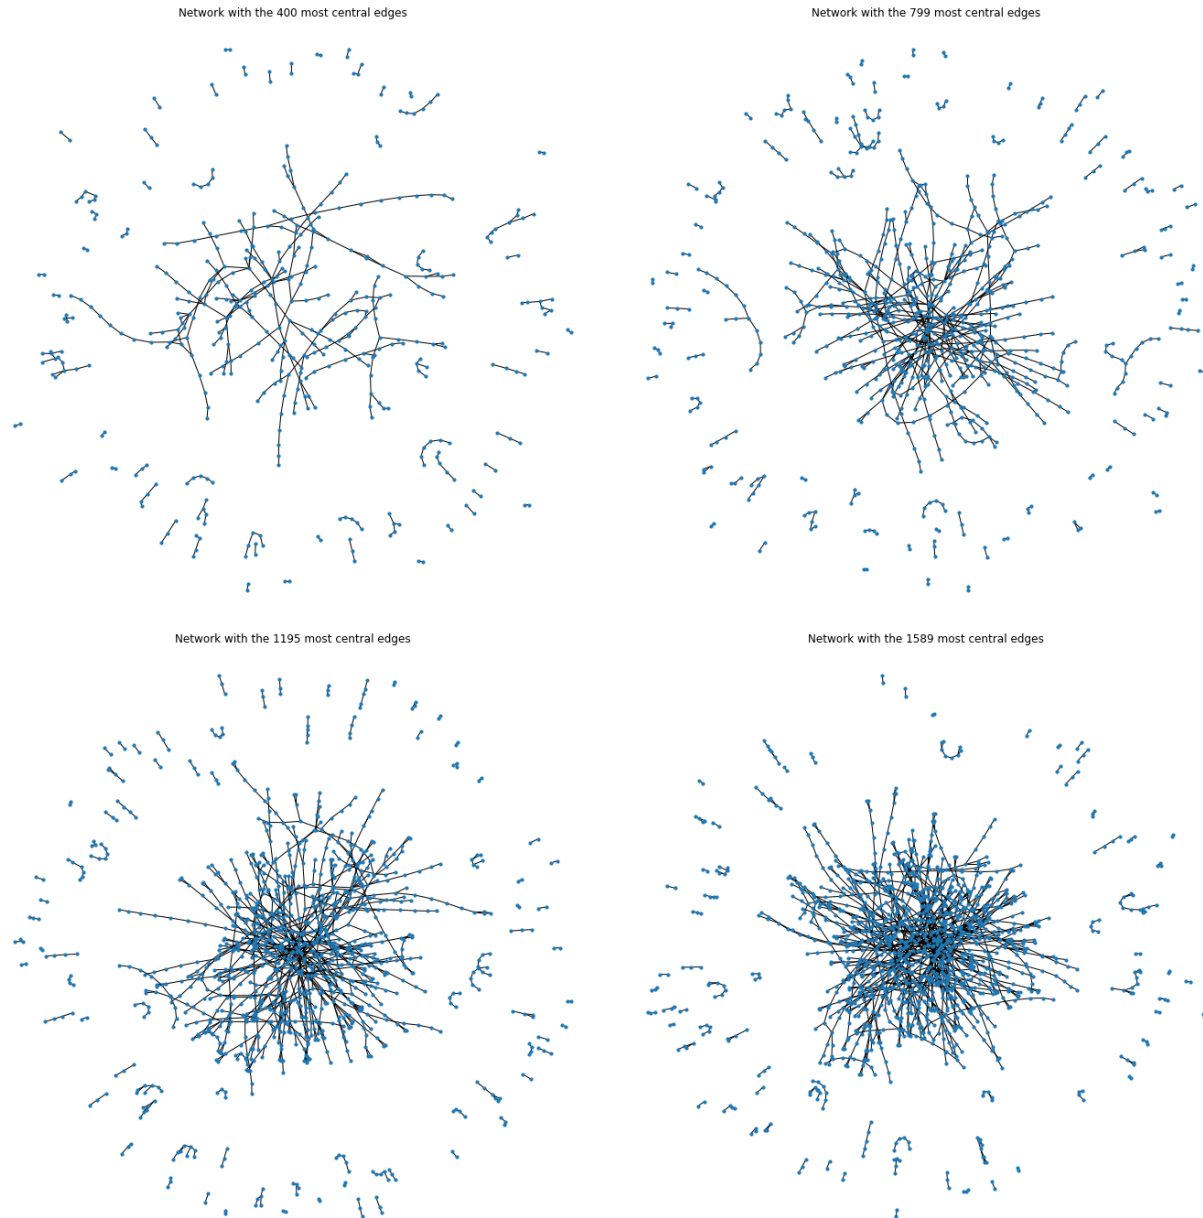 Network with the 400 most central edges
Network with the 799 most central edges
Network with the 1195 most central edges
Network with the 1589 most central edges